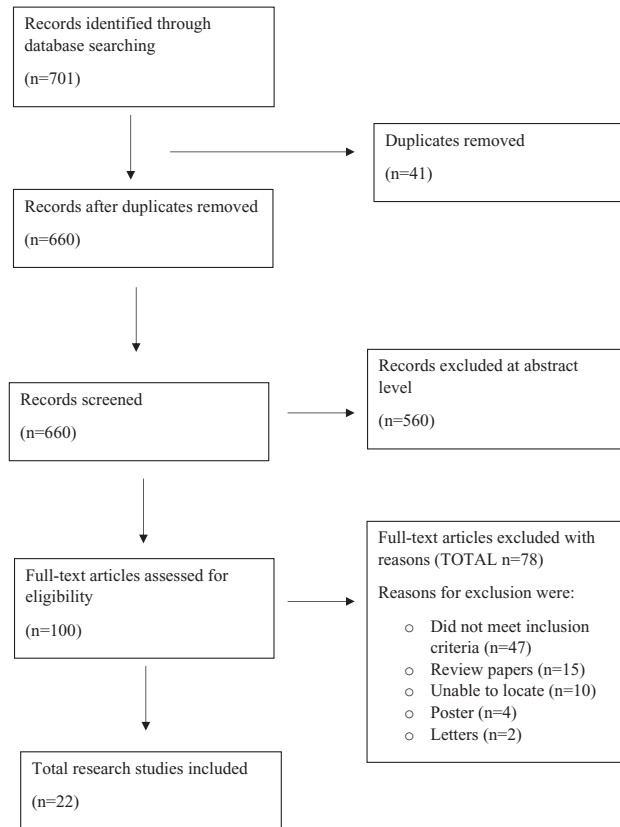 Records identified through
database searching
(n=701)
Duplicates removed
(n=41)
Records after duplicates removed
(n=660)
Records excluded at abstract
level
(n=560)
Records screened
(n=660)
Full-text articles excluded with
reasons (TOTAL n=78)
Reasons for exclusion were:
o Did not meet inclusion
criteria (n=47)
o Review papers (n=15)
o Unable to locate (n=10)
o Poster (n=4)
o Letters (n=2)
Full-text articles assessed for
eligibility
(n=100)
Total research studies included
(n=22)